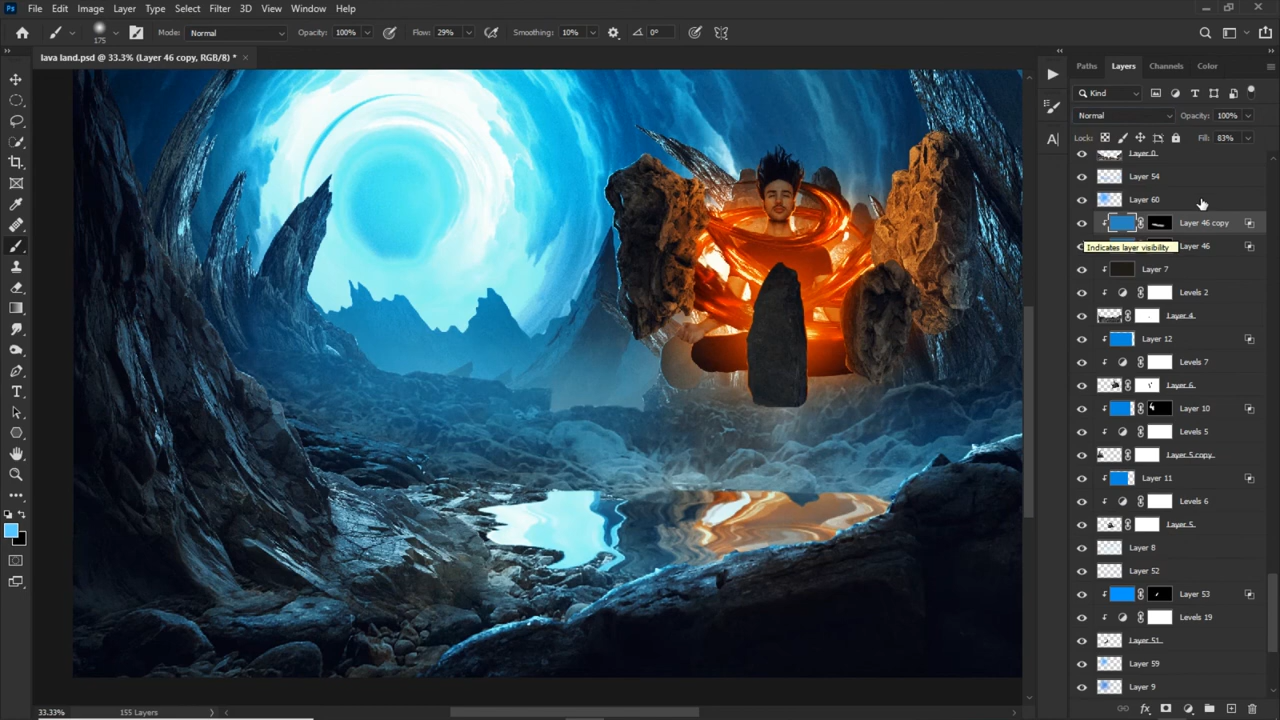 Ps File Edit Image Layer Type Select Filter 3D View Window Help
175 Mode: Normal Opacity: 100% Flow: 29% Smoothing: 10% 0°
lava land.psd @ 33.3% (Layer 46 copy, RGB/8) * ×
Paths Layers Channels Color
Kind
Normal Opacity: 100%
Lock: Fill: 83%
Layer 0
Layer 54
Layer 60
Layer 46 copy
Indicates layer visibility Layer 46
Layer 7
Levels 2
Layer 4
Layer 12
Levels 7
Layer 6
Layer 10
Levels 5
Layer 5 copy
Layer 11
Levels 6
Layer 5
Layer 8
Layer 52
Layer 53
Levels 19
Layer 51
Layer 59
Layer 9
33.33% 155 Layers